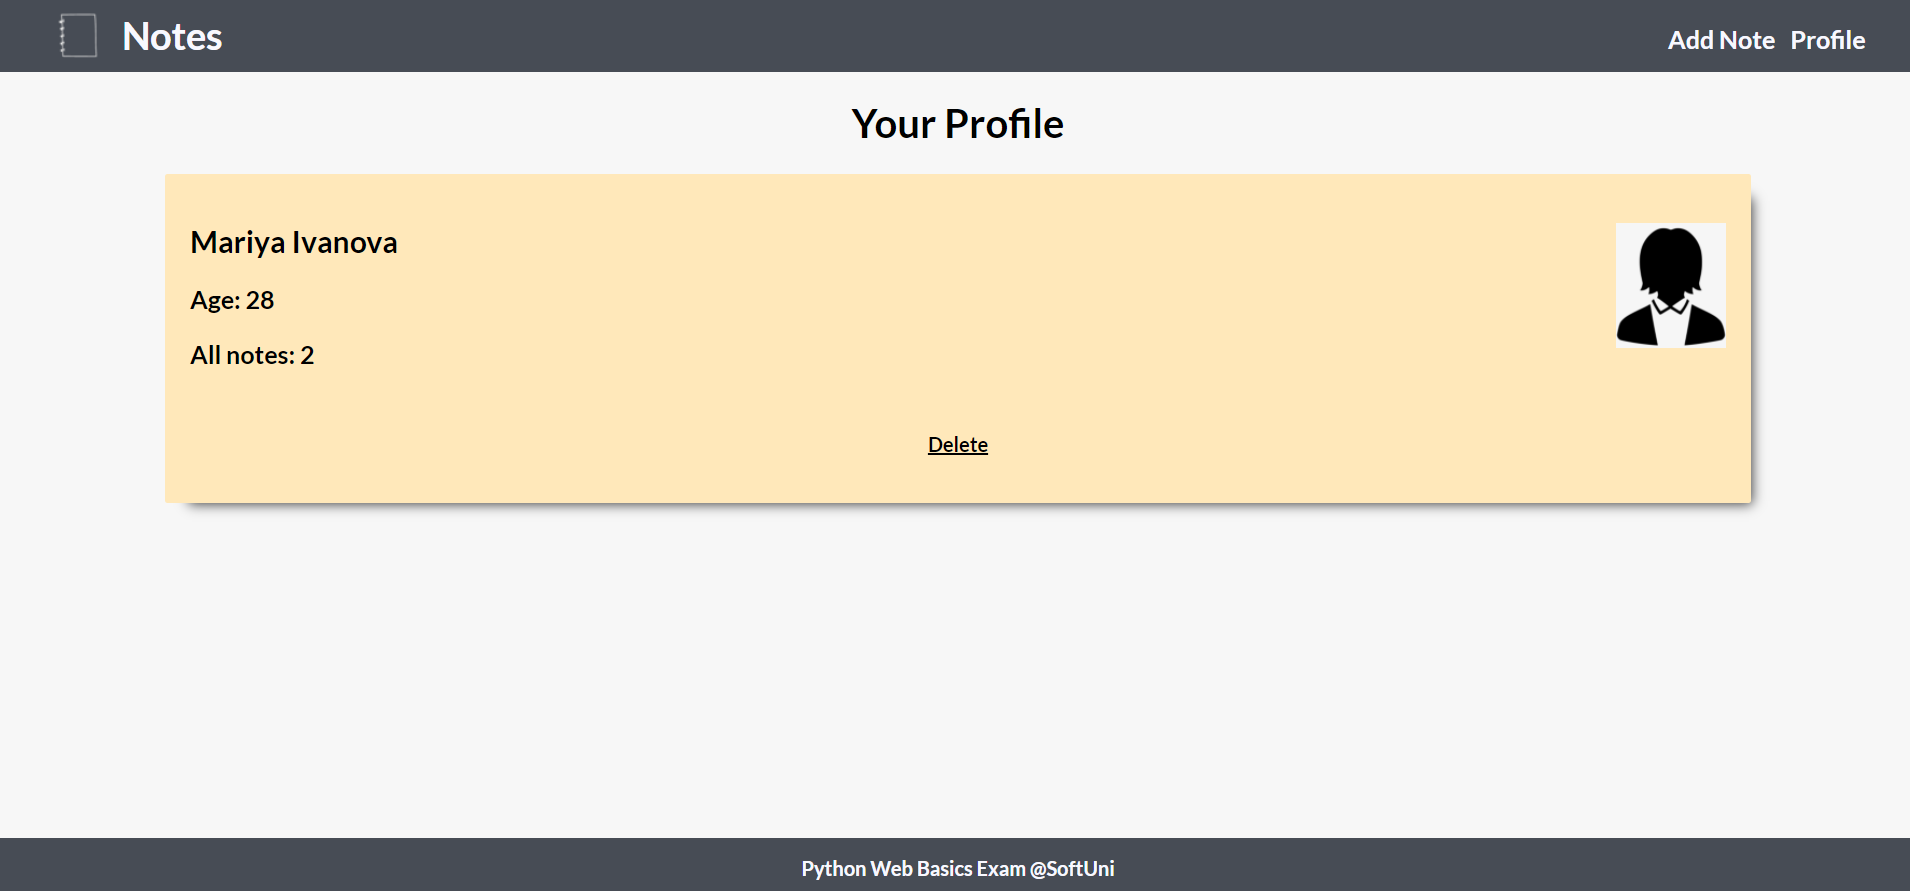 Notes
Add Note Profile
Your Profile
Mariya Ivanova
Age: 28
All notes: 2
Delete
Python Web Basics Exam @SoftUni